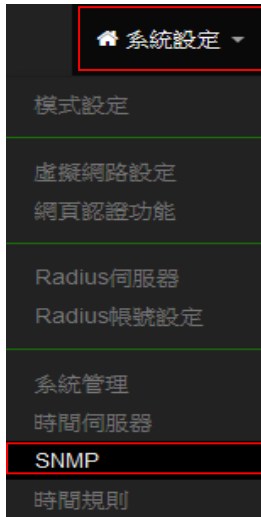 系統設定
模式設定
虛擬網路設定
網頁認證功能
Radius伺服器
Radius帳號設定
系統管理
時間伺服器
SNMP
時間規則